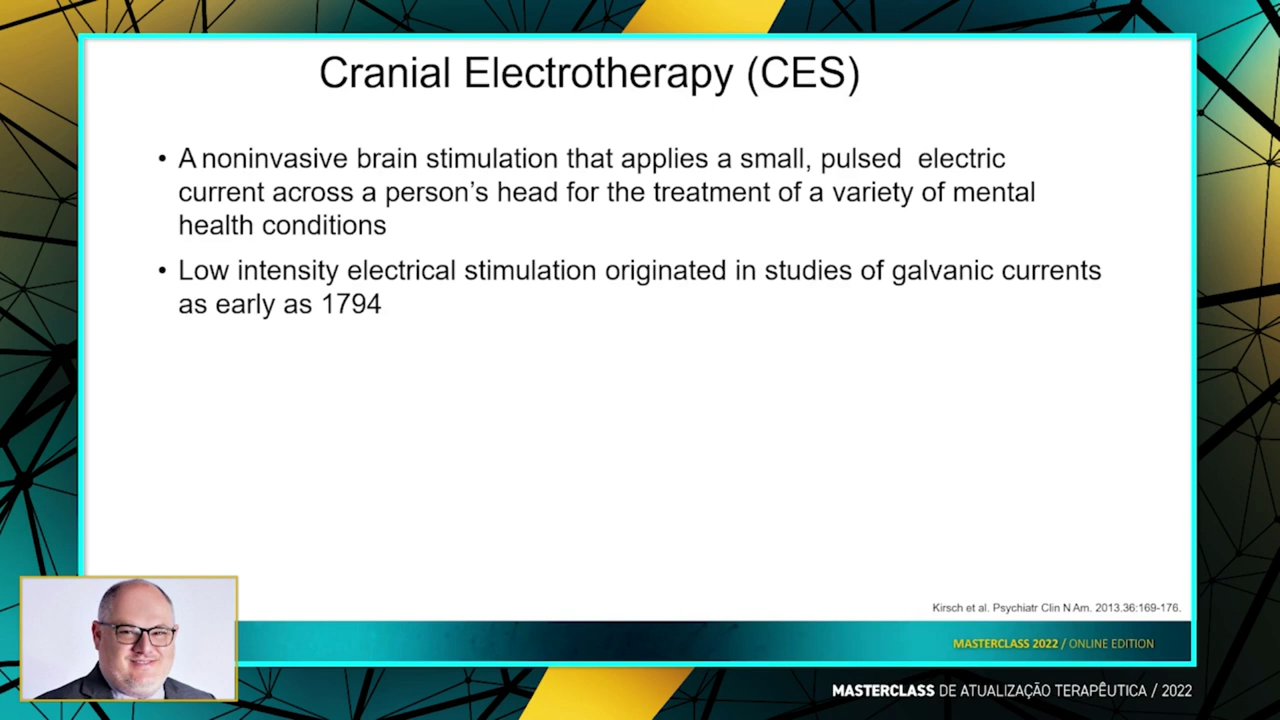 Cranial Electrotherapy (CES)
• A noninvasive brain stimulation that applies a small, pulsed electric
current across a person's head for the treatment of a variety of mental
health conditions
• Low intensity electrical stimulation originated in studies of galvanic currents
as early as 1794
Kirsch et al. Psychiatr Clin N Am. 2013.36:169-176.
MASTERCLASS 2022 / ONLINE EDITION
MASTERCLASS DE ATUALIZAÇÃO TERAPÊUTICA / 2022